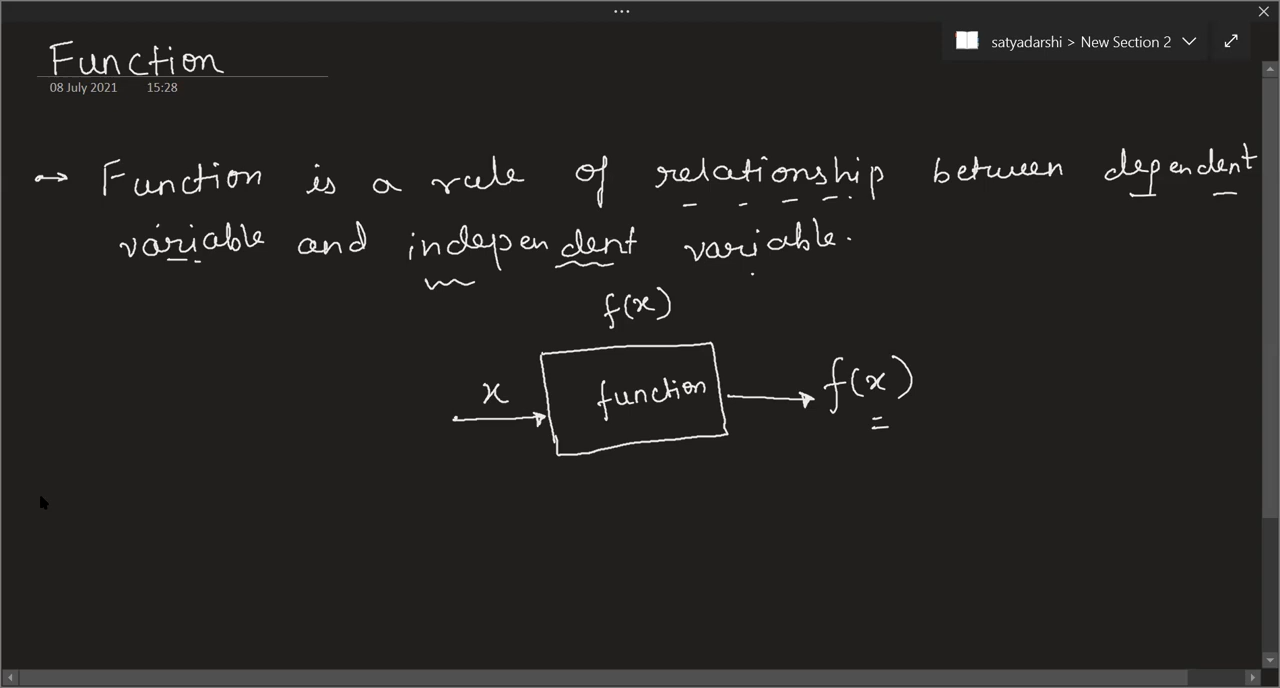 ...
satyadarshi > New Section 2
Function
08 July 2021 15:28
→ Function is a rule of relationship between dependent
variable and independent variable.
f(x)
x
function
f(x)